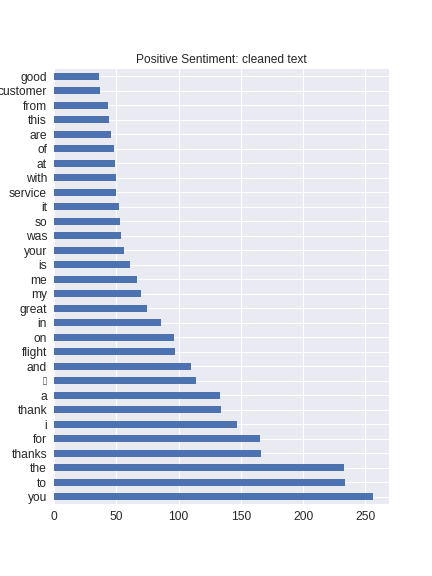 Positive Sentiment: cleaned text
good
customer
from
this
are
of
at
with
service
it
so
was
your
is
me
my
great
in
on
flight
and
a
thank
i
for
thanks
the
to
you
0 50 100 150 200 250